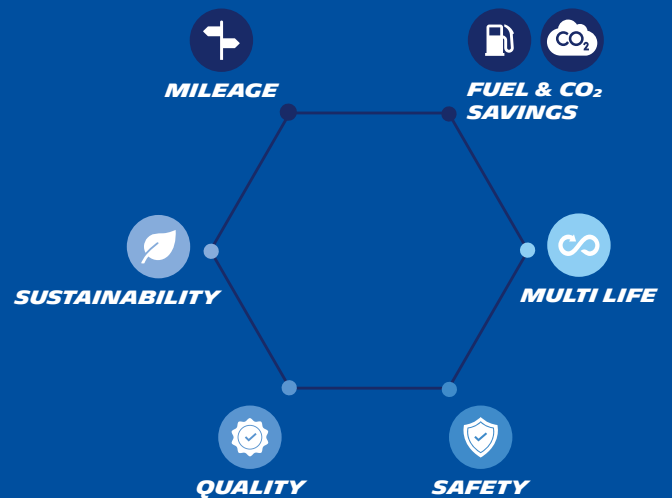 CO₂
MILEAGE
FUEL & CO₂
SAVINGS
SUSTAINABILITY
MULTI LIFE
QUALITY
SAFETY